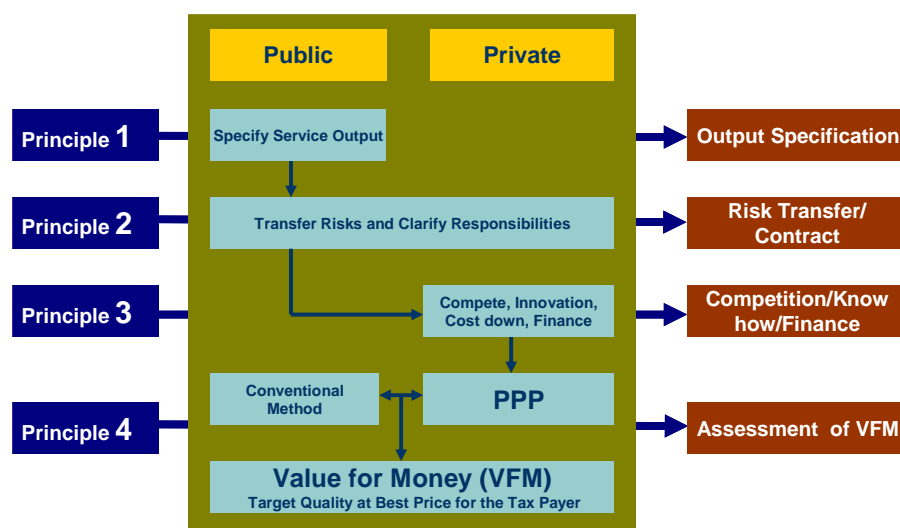 Public
Private
Principle 1
Specify Service Output
Output Specification
Principle 2
Transfer Risks and Clarify Responsibilities
Risk Transfer/
Contract
Principle 3
Compete, Innovation,
Cost down, Finance
Competition/Know
how/Finance
Conventional
Method
PPP
Principle 4
Assessment of VFM
Value for Money (VFM)
Target Quality at Best Price for the Tax Payer